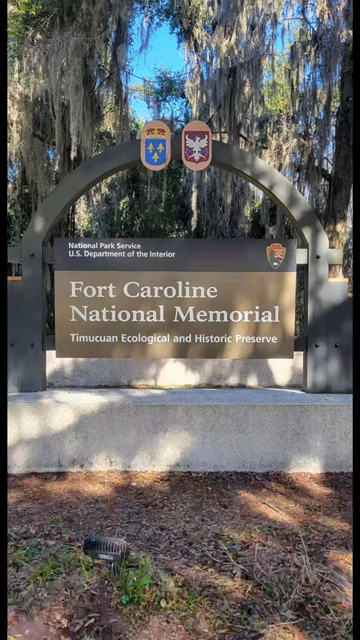 National Park Service
U.S. Department of the Interior
Fort Caroline
National Memorial
Timucuan Ecological and Historic Preserve